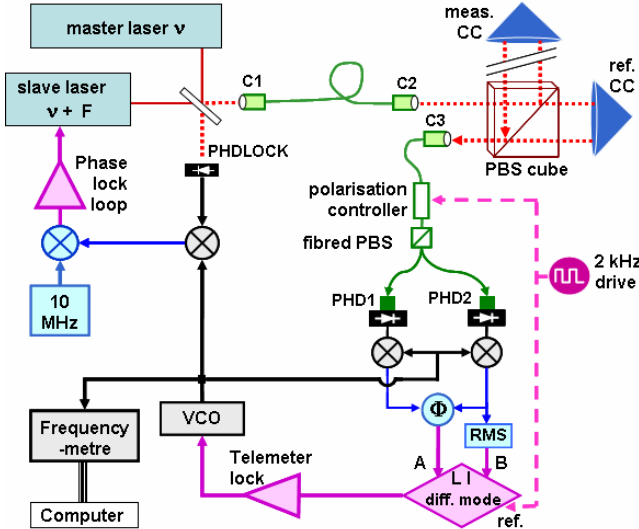 master laser ν
meas.
CC
slave laser
ν + F
C1
C2
ref.
CC
C3
PHDLOCK
PBS cube
Phase
lock
loop
polarisation
controller
fibred PBS
2 kHz
drive
10
MHz
PHD1
PHD2
VCO
Φ
RMS
Frequency
-metre
Telemeter
lock
A
B
L I
diff. mode
ref.
Computer